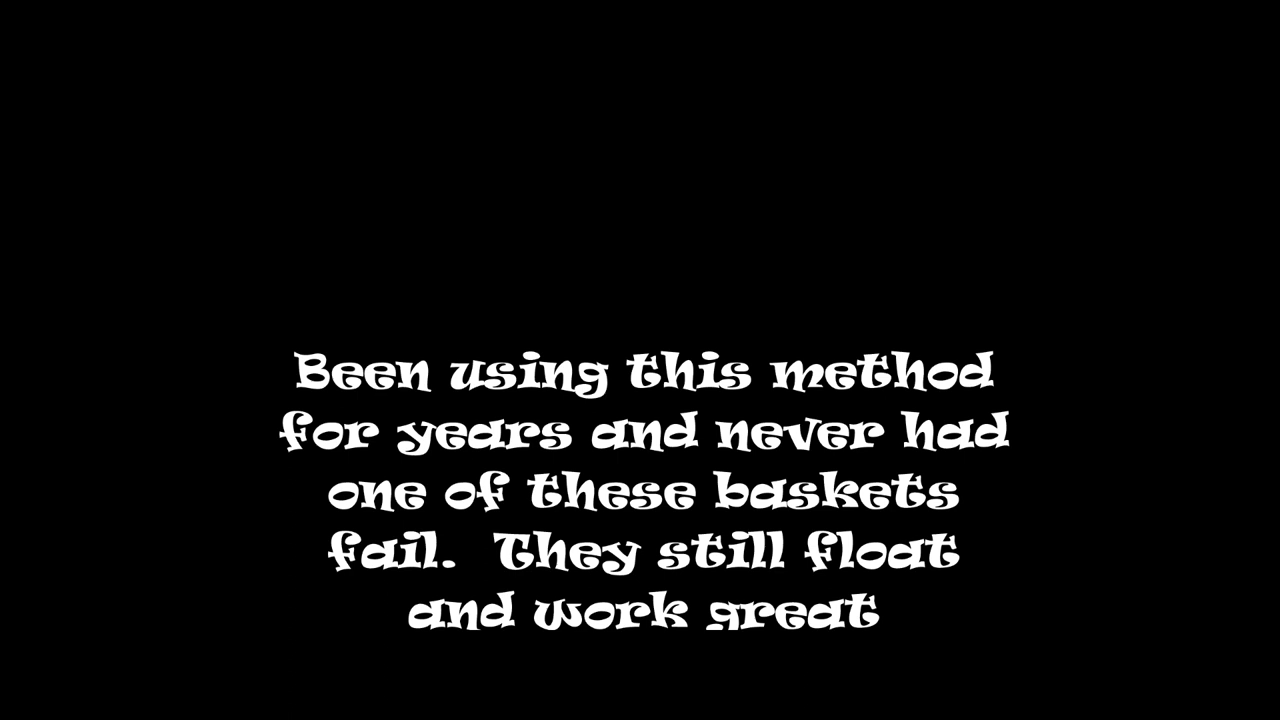 Been using this method
for years and never had
one of these baskets
fail.  They still float
and work great